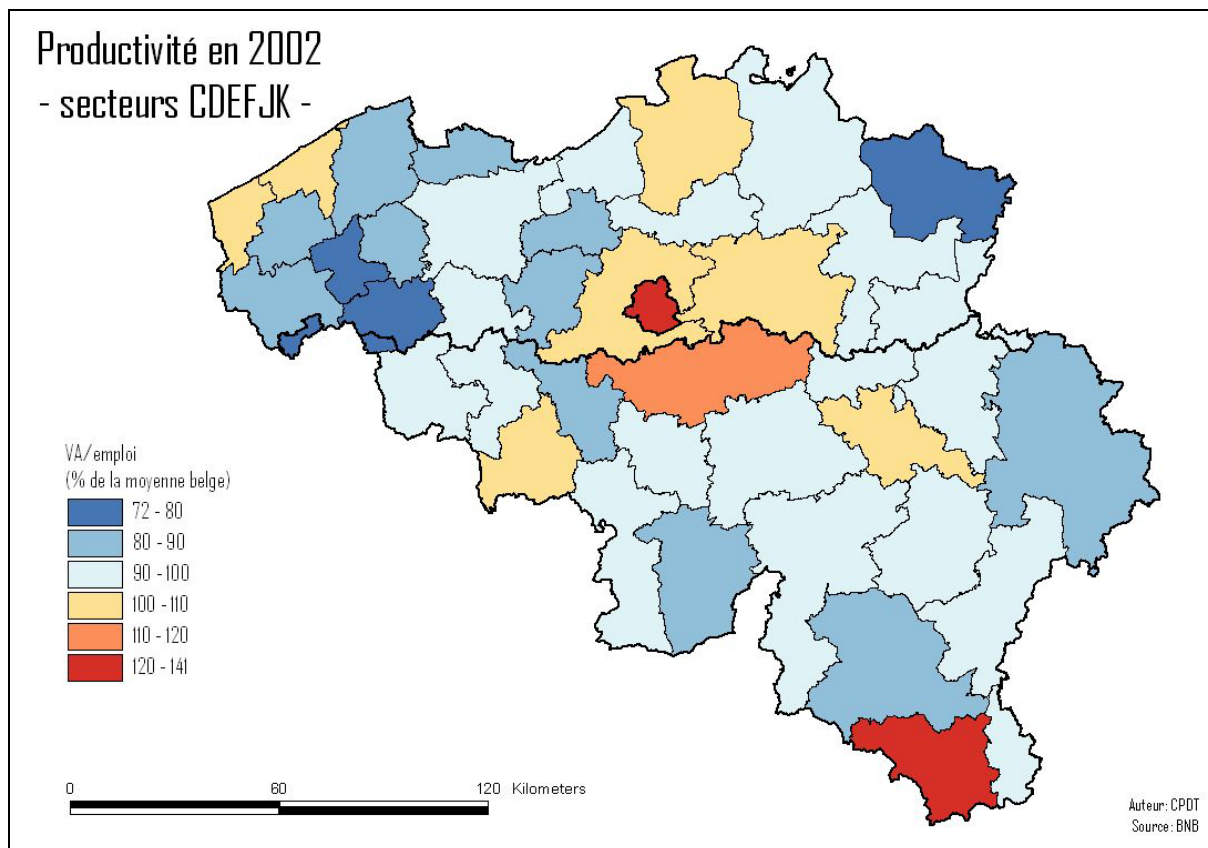 Productivité en 2002
- secteurs CDEFJK -
VA/emploi
(% de la moyenne belge)
72 - 80
80 - 90
90 -100
100 -110
110 - 120
120 - 141
0 60 120 Kilometers
Auteur: CPDT
Source: BNB